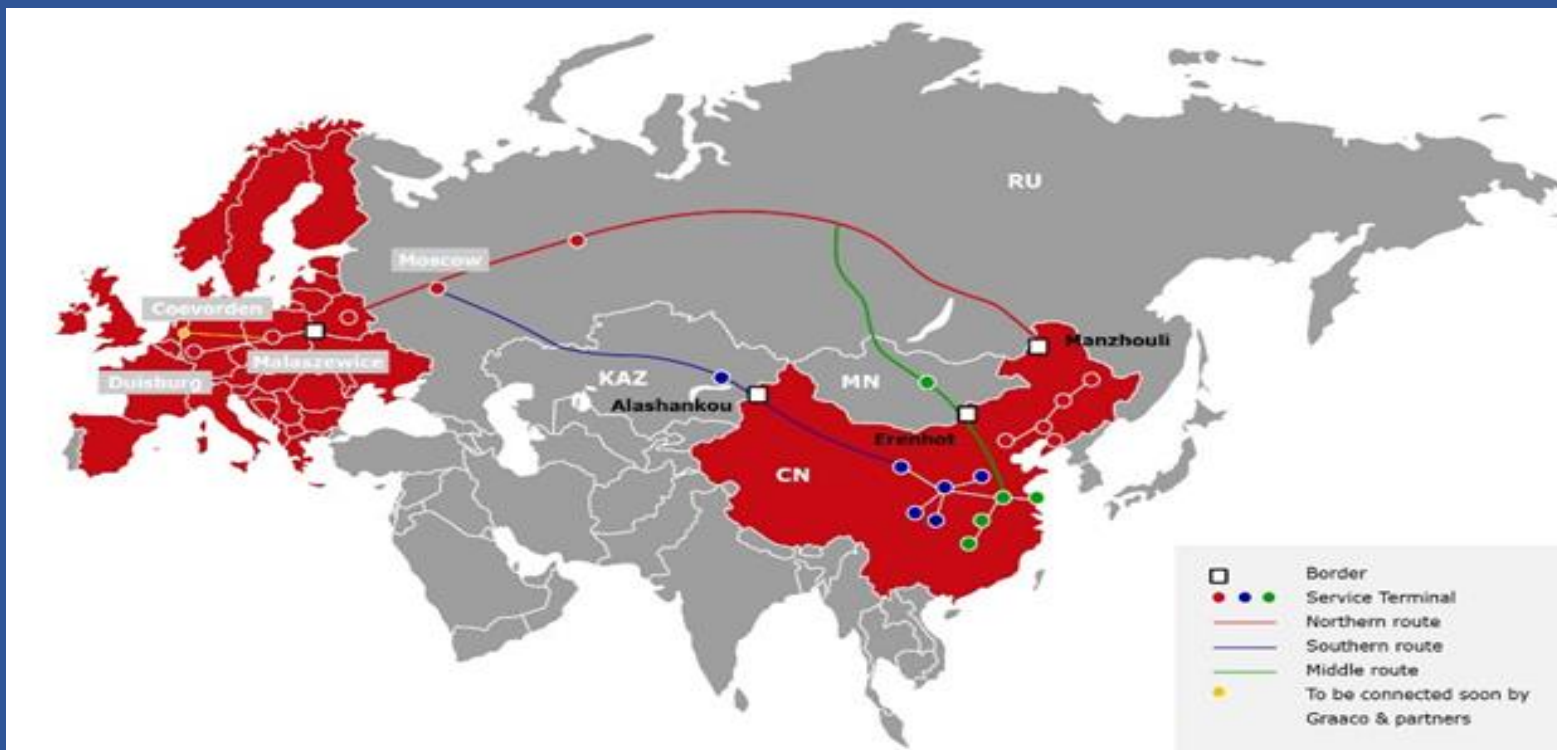 RU
Moscow
Coevorden
Malaszewice
Duisburg
Manzhouli
KAZ
MN
Alashankou
Erenhot
CN
Border
Service Terminal
Northern route
Southern route
Middle route
To be connected soon by
Graaco & partners